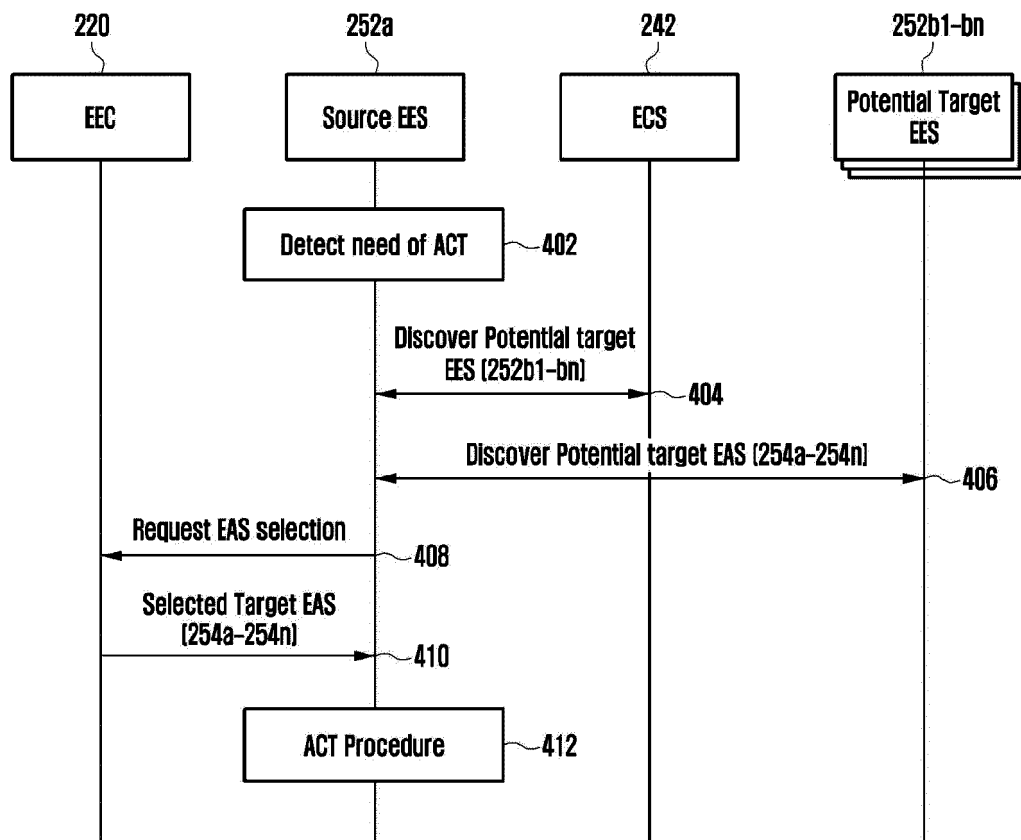 220
252a
242
252b1-bn
EEC
Source EES
ECS
Potential Target
EES
Detect need of ACT
402
Discover Potential target
EES [252b1-bn]
404
Discover Potential target EAS [254a-254n]
406
Request EAS selection
408
Selected Target EAS
[254a-254n]
410
ACT Procedure
412